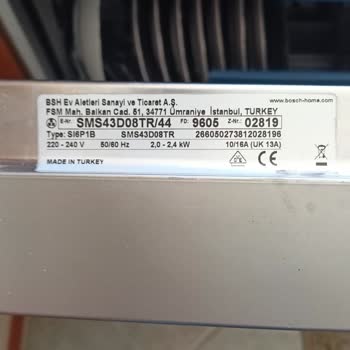 BSH Ev Aletleri Sanayi ve Ticaret A.Ş. www.bosch-home.com
FSM Mah. Balkan Cad. 51, 34771 Ümraniye İstanbul, TURKEY
E-Nr. SMS43D08TR/44 FD: 9605 Z-Nr.: 02819
Type: SI6P1B SMS43D08TR 266050273812028196
220 - 240 V 50/60 Hz 2,0 - 2,4 kW 10/16A (UK 13A)
MADE IN TURKEY CE